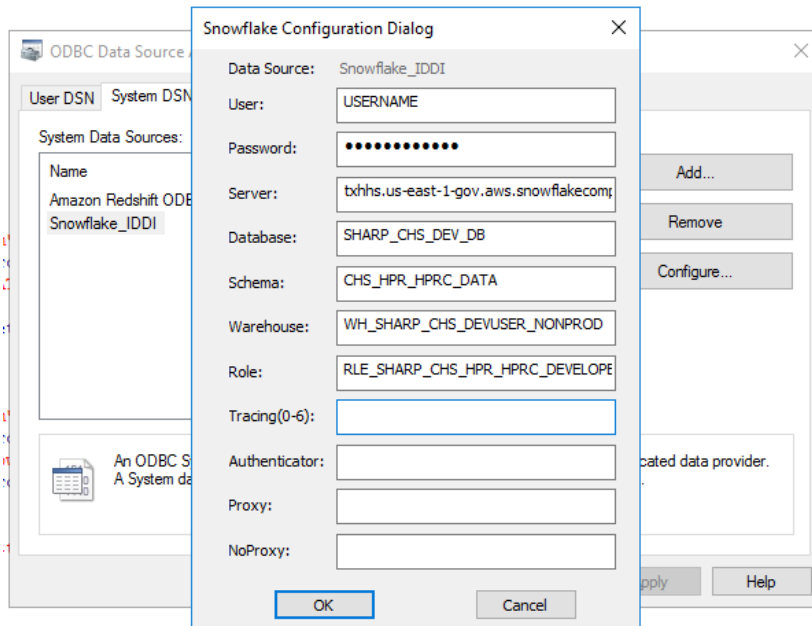 Snowflake Configuration Dialog
ODBC Data Source
User DSN
System DSN
System Data Sources:
Name
Amazon Redshift ODB
Snowflake_IDDI
Data Source:
Snowflake_IDDI
User:
USERNAME
Password:
••••••••••••
Server:
txhhs.us-east-1-gov.aws.snowflakecomp
Database:
SHARP_CHS_DEV_DB
Schema:
CHS_HPR_HPRC_DATA
Warehouse:
WH_SHARP_CHS_DEVUSER_NONPROD
Role:
RLE_SHARP_CHS_HPR_HPRC_DEVELOPE
Tracing(0-6):
Authenticator:
Proxy:
NoProxy:
OK
Cancel
Add...
Remove
Configure...
An ODBC S
A System da
cated data provider.
pply
Help